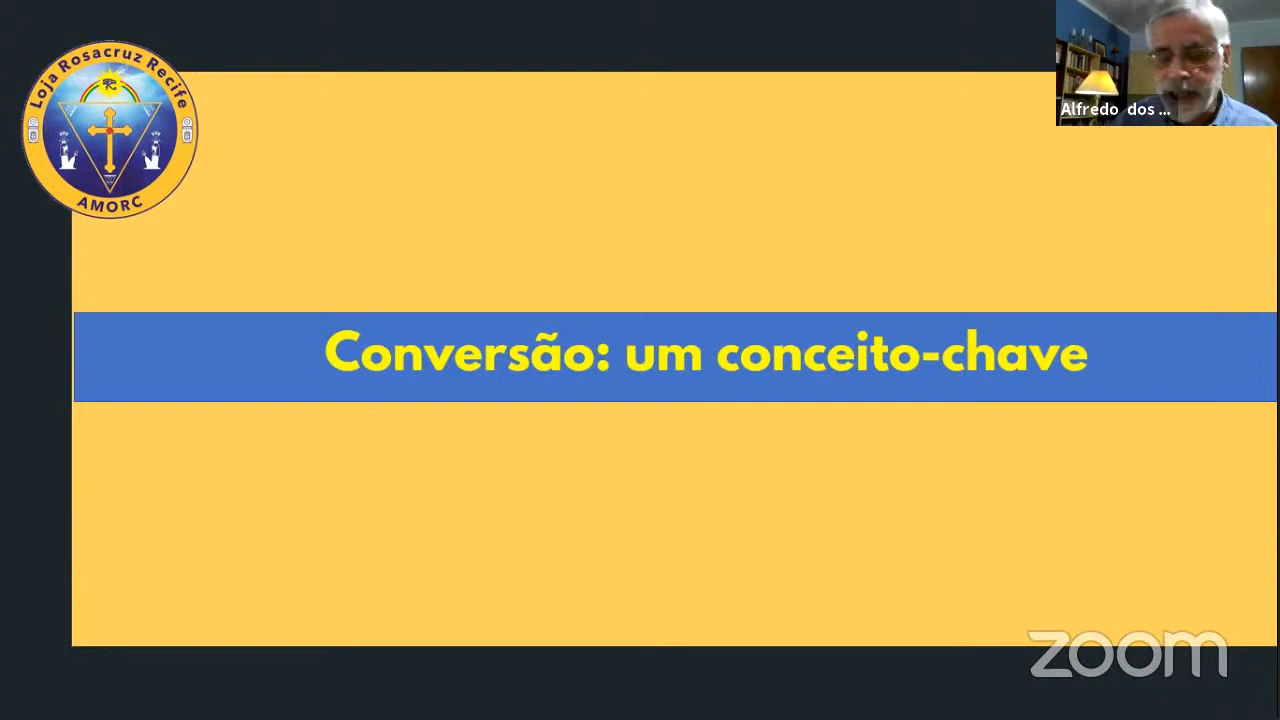 Loja Rosacruz Recife
AMORC
Alfredo dos ...
Conversão: um conceito-chave
zoom